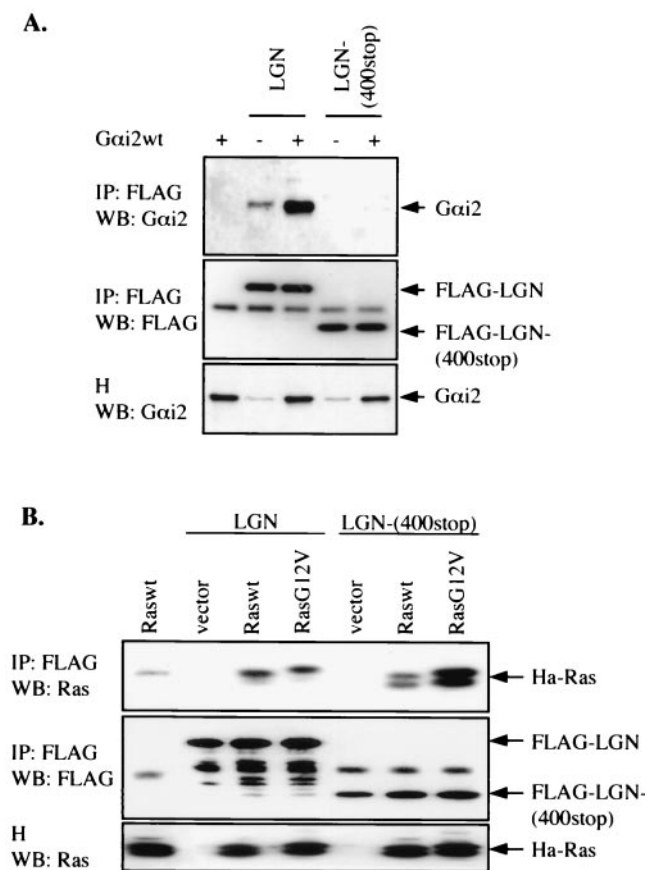 A.
LGN
LGN-
(400stop)
Gαi2wt + - + - +
IP: FLAG
WB: Gαi2
Gαi2
IP: FLAG
WB: FLAG
FLAG-LGN
FLAG-LGN-
(400stop)
H
WB: Gαi2
Gαi2
B.
LGN LGN-(400stop)
Raswt vector Raswt RasG12V vector Raswt RasG12V
IP: FLAG
WB: Ras
Ha-Ras
IP: FLAG
WB: FLAG
FLAG-LGN
FLAG-LGN-
(400stop)
H
WB: Ras
Ha-Ras